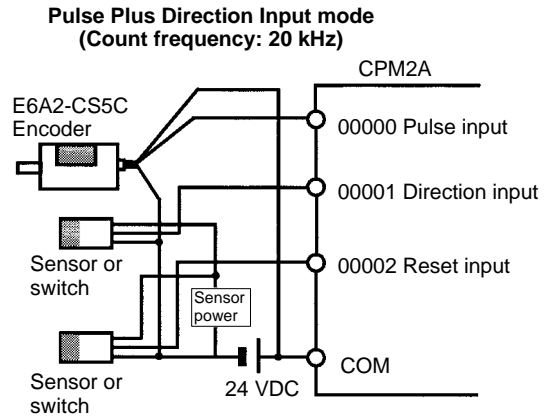 Pulse Plus Direction Input mode
(Count frequency: 20 kHz)
CPM2A
E6A2-CS5C
Encoder
00000 Pulse input
00001 Direction input
Sensor or
switch
00002 Reset input
Sensor
power
COM
24 VDC
Sensor or
switch